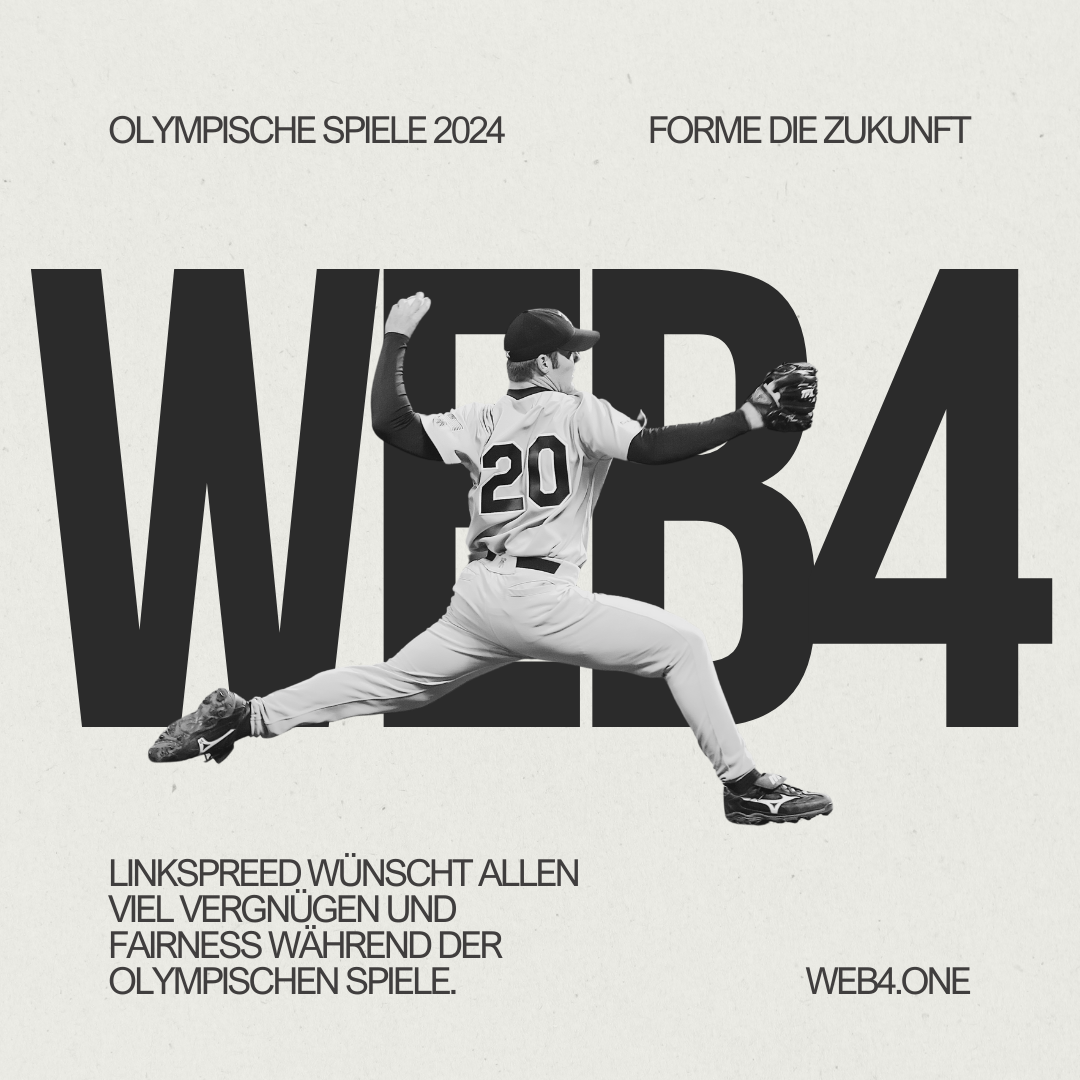 OLYMPISCHE SPIELE 2024
FORME DIE ZUKUNFT
WEB4
20
LINKSPREED WÜNSCHT ALLEN
VIEL VERGNÜGEN UND
FAIRNESS WÄHREND DER
OLYMPISCHEN SPIELE.
WEB4.ONE